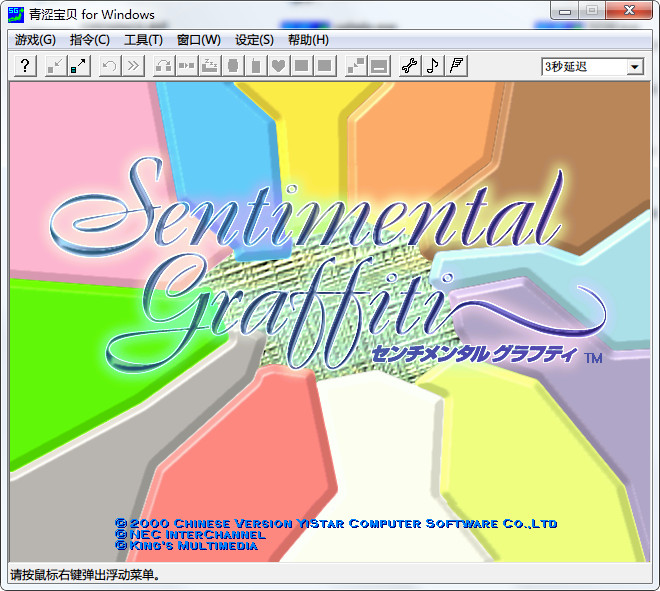 青涩宝贝 for Windows
游戏(G) 指令(C) 工具(T) 窗口(W) 设定(S) 帮助(H)
3秒延迟
Sentimental
Graffiti
センチメンタル グラフティ TM
© 2000 Chinese Version YiStar Computer Software Co.,Ltd
© NEC InterChannel
© King's Multimedia
请按鼠标右键弹出浮动菜单。